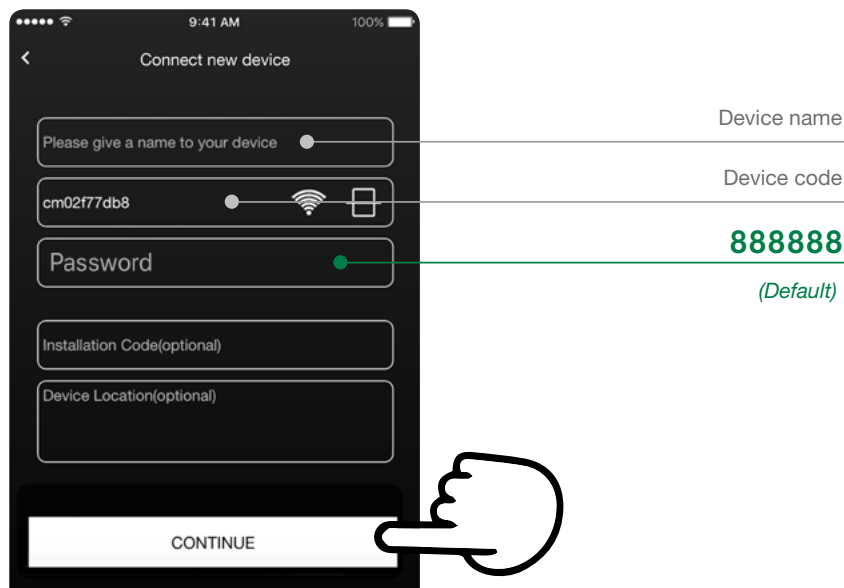 9:41 AM 100%
Connect new device
Please give a name to your device
Device name
cm02f77db8
Device code
Password
888888
(Default)
Installation Code(optional)
Device Location(optional)
CONTINUE